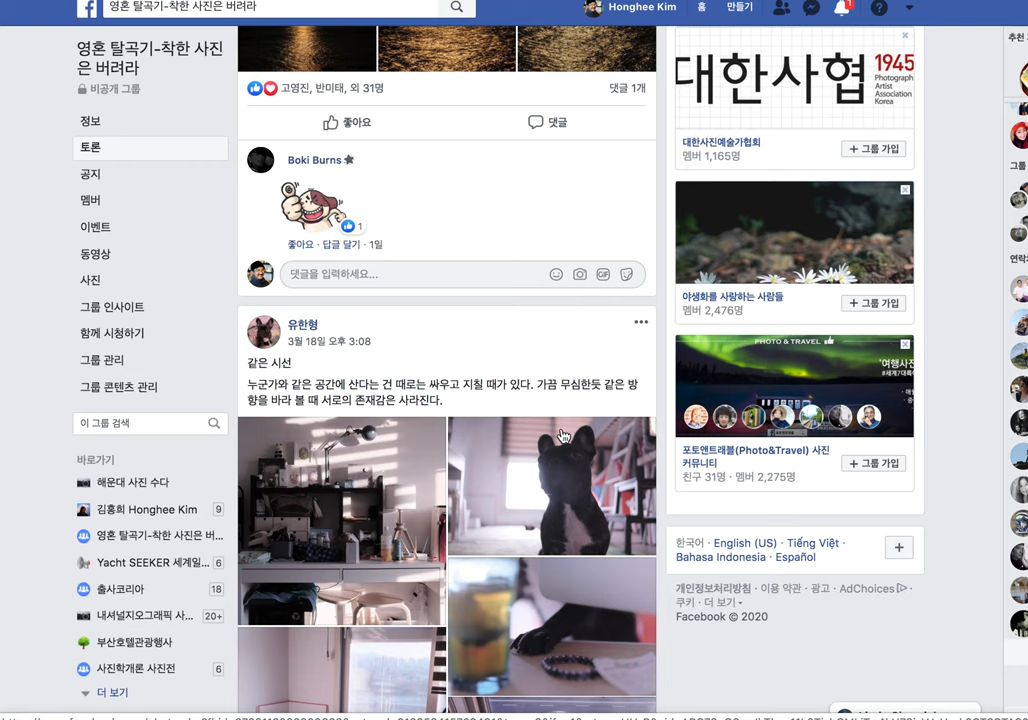 영혼 탈곡기-착한 사진은 버려라
Honghee Kim
홈
만들기
1
영혼 탈곡기-착한 사진
은 버려라
비공개 그룹
정보
토론
공지
멤버
이벤트
동영상
사진
그룹 인사이트
함께 시청하기
그룹 관리
그룹 콘텐츠 관리
이 그룹 검색
바로가기
해운대 사진 수다
김홍희 Honghee Kim 9
영혼 탈곡기-착한 사진은 버...
Yacht SEEKER 세계일... 6
출사코리아 18
내셔널지오그래픽 사... 20+
부산호텔관광행사
사진학개론 사진전 6
더 보기
고영진, 반미태, 외 31명
댓글 1개
좋아요
댓글
Boki Burns
1
좋아요 · 답글 달기 · 1일
댓글을 입력하세요...
GIF
유한형
3월 18일 오후 3:08
같은 시선
누군가와 같은 공간에 산다는 건 때로는 싸우고 지칠 때가 있다. 가끔 무심한듯 같은 방
향을 바라 볼 때 서로의 존재감은 사라진다.
대한사협
1945
Photograph
Artist
Association
Korea
대한사진예술가협회
멤버 1,165명
+ 그룹 가입
야생화를 사랑하는 사람들
멤버 2,476명
+ 그룹 가입
PHOTO & TRAVEL
'여행사진
포토앤트래블(Photo&Travel) 사진
커뮤니티
친구 31명 · 멤버 2,275명
+ 그룹 가입
한국어 · English (US) · Tiếng Việt ·
Bahasa Indonesia · Español
개인정보처리방침 · 이용 약관 · 광고 · AdChoices ·
쿠키 · 더 보기
Facebook © 2020
추천
그룹